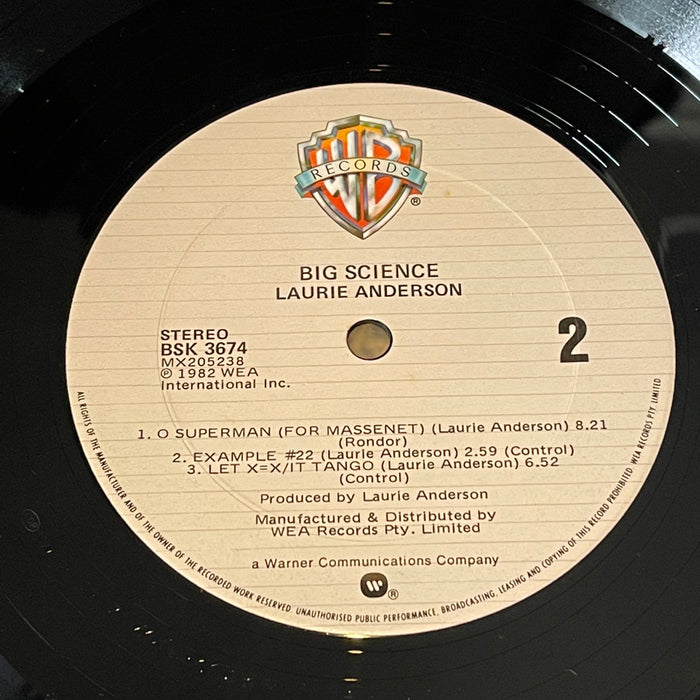 WB
RECORDS
®
BIG SCIENCE
LAURIE ANDERSON
STEREO
BSK 3674
MX205238
℗ 1982 WEA
International Inc.
2
1. O SUPERMAN (FOR MASSENET) (Laurie Anderson) 8.21
(Rondor)
2. EXAMPLE #22 (Laurie Anderson) 2.59 (Control)
3. LET X=X/IT TANGO (Laurie Anderson) 6.52
(Control)
Produced by Laurie Anderson
Manufactured & Distributed by
WEA Records Pty. Limited
a Warner Communications Company
®
ALL RIGHTS OF THE MANUFACTURER AND OF THE OWNER OF THE RECORDED WORK RESERVED. UNAUTHORISED PUBLIC PERFORMANCE, BROADCASTING, LEASING AND COPYING OF THIS RECORD PROHIBITED. WEA RECORDS PTY. LIMITED